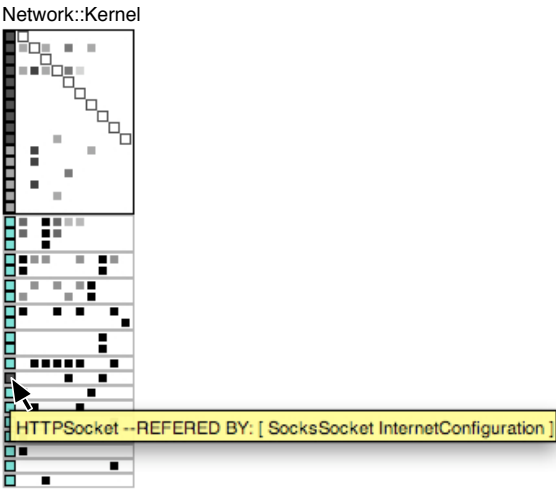 Network::Kernel
HTTPSocket --REFERED BY: [ SocksSocket InternetConfiguration ]